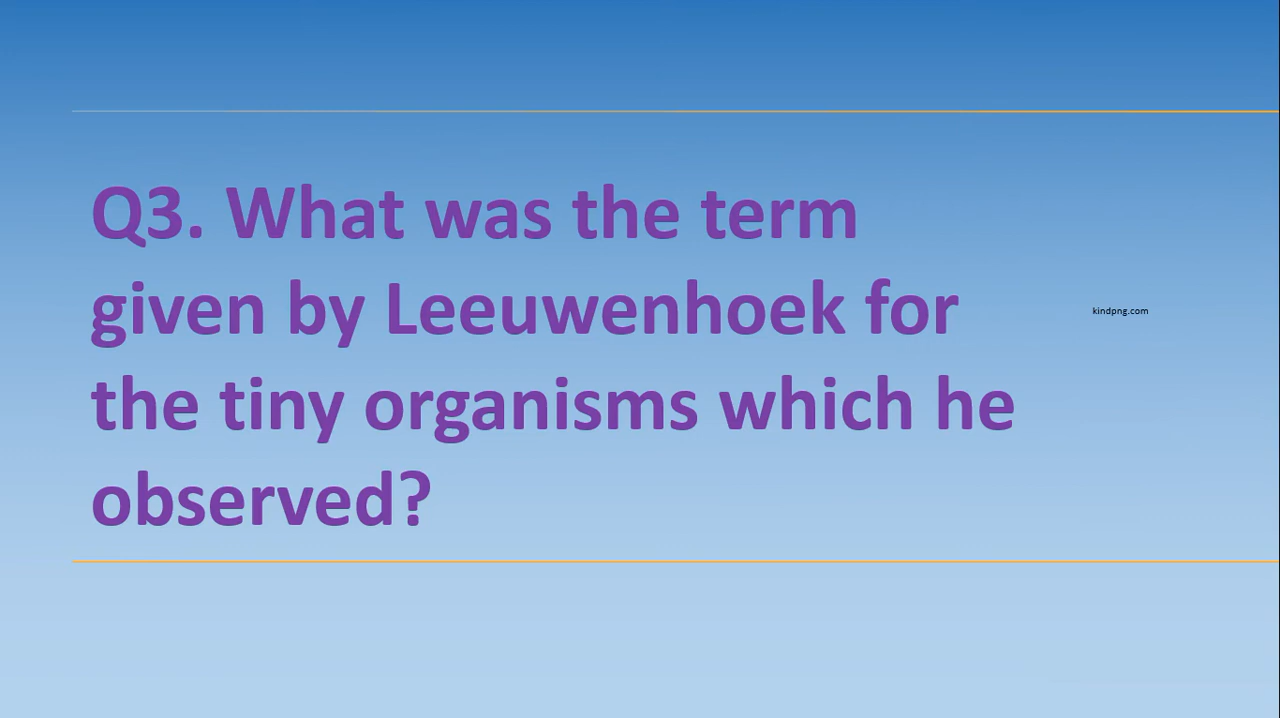 Q3. What was the term
given by Leeuwenhoek for
the tiny organisms which he
observed?
kindpng.com